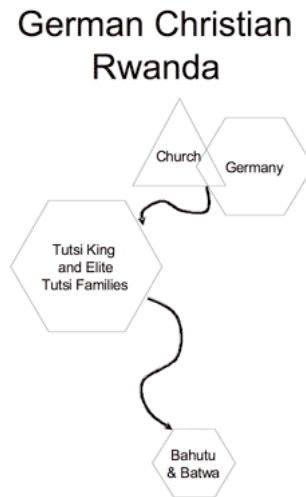 German Christian
Rwanda
Church
Germany
Tutsi King
and Elite
Tutsi Families
Bahutu
& Batwa